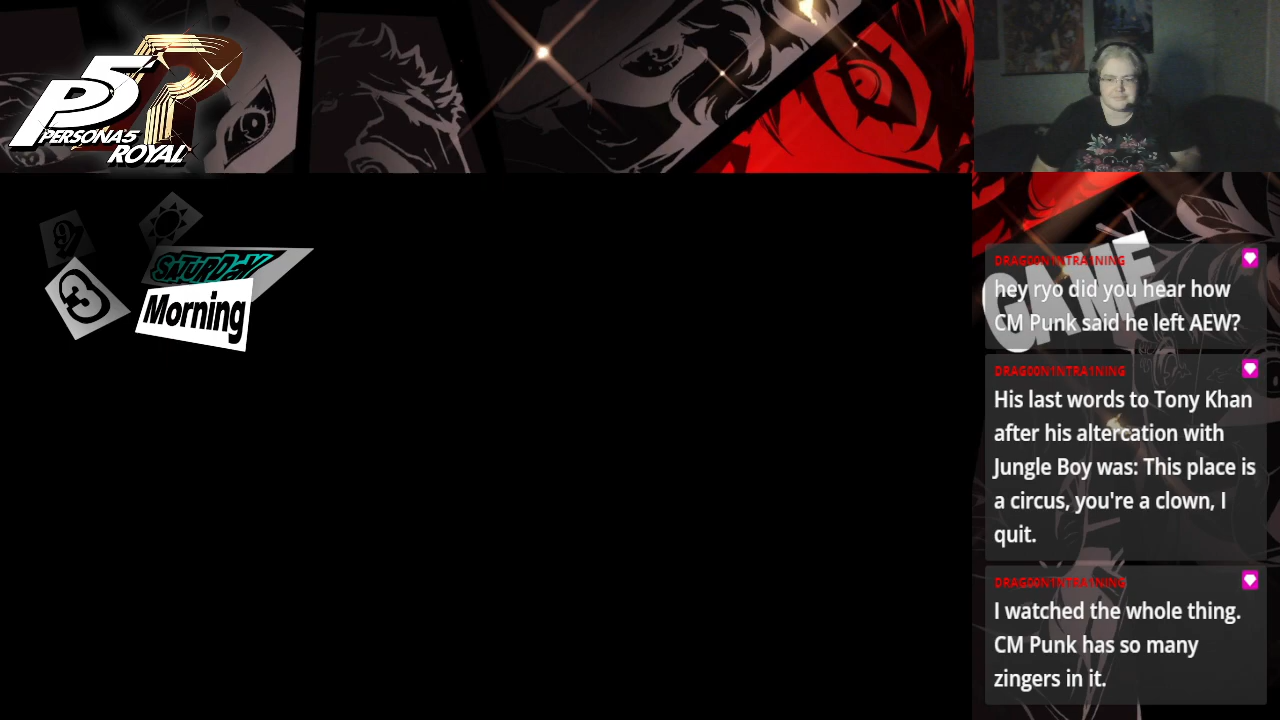 P5R
PERSONA5
ROYAL
9/
3
SATURDAY
Morning
GAME
DRAG00N1NTRA1N1NG
hey ryo did you hear how
CM Punk said he left AEW?
DRAG00N1NTRA1N1NG
His last words to Tony Khan
after his altercation with
Jungle Boy was: This place is
a circus, you're a clown, I
quit.
DRAG00N1NTRA1N1NG
I watched the whole thing.
CM Punk has so many
zingers in it.